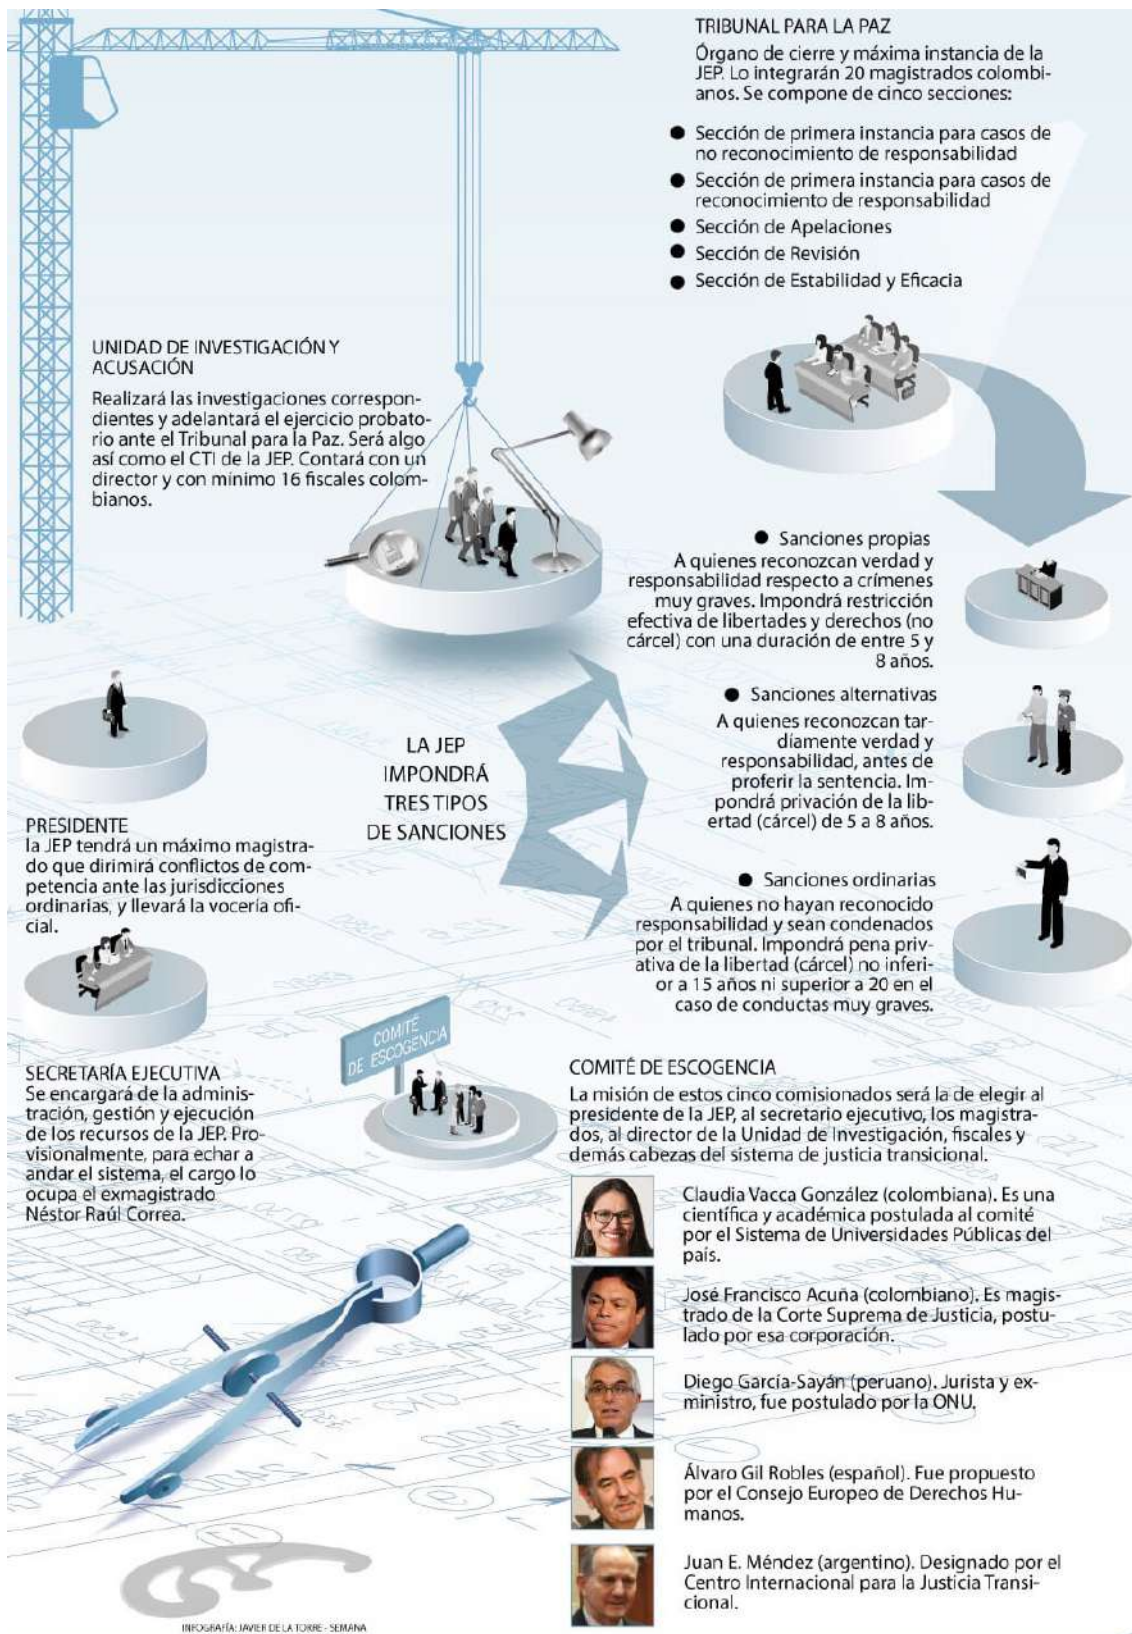 TRIBUNAL PARA LA PAZ
Órgano de cierre y máxima instancia de la
JEP. Lo integrarán 20 magistrados colombi-
anos. Se compone de cinco secciones:
● Sección de primera instancia para casos de
no reconocimiento de responsabilidad
● Sección de primera instancia para casos de
reconocimiento de responsabilidad
● Sección de Apelaciones
● Sección de Revisión
● Sección de Estabilidad y Eficacia
UNIDAD DE INVESTIGACIÓN Y
ACUSACIÓN
Realizará las investigaciones correspon-
dientes y adelantará el ejercicio probato-
rio ante el Tribunal para la Paz. Será algo
así como el CTI de la JEP. Contará con un
director y con mínimo 16 fiscales colom-
bianos.
LA JEP
IMPONDRÁ
TRES TIPOS
DE SANCIONES
● Sanciones propias
A quienes reconozcan verdad y
responsabilidad respecto a crímenes
muy graves. Impondrá restricción
efectiva de libertades y derechos (no
cárcel) con una duración de entre 5 y
8 años.
● Sanciones alternativas
A quienes reconozcan tar-
díamente verdad y
responsabilidad, antes de
proferir la sentencia. Im-
pondrá privación de la lib-
ertad (cárcel) de 5 a 8 años.
● Sanciones ordinarias
A quienes no hayan reconocido
responsabilidad y sean condenados
por el tribunal. Impondrá pena priv-
ativa de la libertad (cárcel) no inferi-
or a 15 años ni superior a 20 en el
caso de conductas muy graves.
PRESIDENTE
la JEP tendrá un máximo magistra-
do que dirimirá conflictos de com-
petencia ante las jurisdicciones
ordinarias, y llevará la vocería ofi-
cial.
SECRETARÍA EJECUTIVA
Se encargará de la adminis-
tración, gestión y ejecución
de los recursos de la JEP. Pro-
visionalmente, para echar a
andar el sistema, el cargo lo
ocupa el exmagistrado
Néstor Raúl Correa.
COMITÉ
DE ESCOGENCIA
COMITÉ DE ESCOGENCIA
La misión de estos cinco comisionados será la de elegir al
presidente de la JEP, al secretario ejecutivo, los magistra-
dos, al director de la Unidad de Investigación, fiscales y
demás cabezas del sistema de justicia transicional.
Claudia Vacca González (colombiana). Es una
científica y académica postulada al comité
por el Sistema de Universidades Públicas del
país.
José Francisco Acuña (colombiano). Es magis-
trado de la Corte Suprema de Justicia, postu-
lado por esa corporación.
Diego García-Sayán (peruano). Jurista y ex-
ministro, fue postulado por la ONU.
Álvaro Gil Robles (español). Fue propuesto
por el Consejo Europeo de Derechos Hu-
manos.
Juan E. Méndez (argentino). Designado por el
Centro Internacional para la Justicia Transi-
cional.
INFOGRAFÍA: JAVIER DE LA TORRE - SEMANA